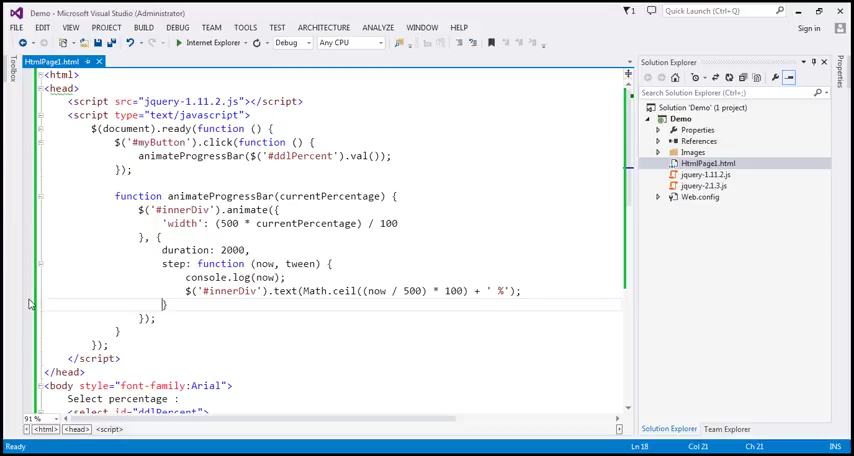 Demo - Microsoft Visual Studio (Administrator)
1
Quick Launch (Ctrl+Q)
FILE EDIT VIEW PROJECT BUILD DEBUG TEAM TOOLS TEST ARCHITECTURE ANALYZE WINDOW HELP
Sign in
Internet Explorer Debug Any CPU
Toolbox
HtmlPage1.html
<html>
<head>
<script src="jquery-1.11.2.js"></script>
<script type="text/javascript">
$(document).ready(function () {
$('#myButton').click(function () {
animateProgressBar($('#ddlPercent').val());
});
function animateProgressBar(currentPercentage) {
$('#innerDiv').animate({
'width': (500 * currentPercentage) / 100
}, {
duration: 2000,
step: function (now, tween) {
console.log(now);
$('#innerDiv').text(Math.ceil((now / 500) * 100) + ' %');
}
});
}
});
</script>
</head>
<body style="font-family:Arial">
Select percentage :
<select id="ddlPercent">
91 %
<html> <head> <script>
Solution Explorer
Search Solution Explorer (Ctrl+;)
Solution 'Demo' (1 project)
Demo
Properties
References
Images
HtmlPage1.html
jquery-1.11.2.js
jquery-2.1.3.js
Web.config
Solution Explorer Team Explorer
Properties
Ready
Ln 18 Col 21 Ch 21 INS